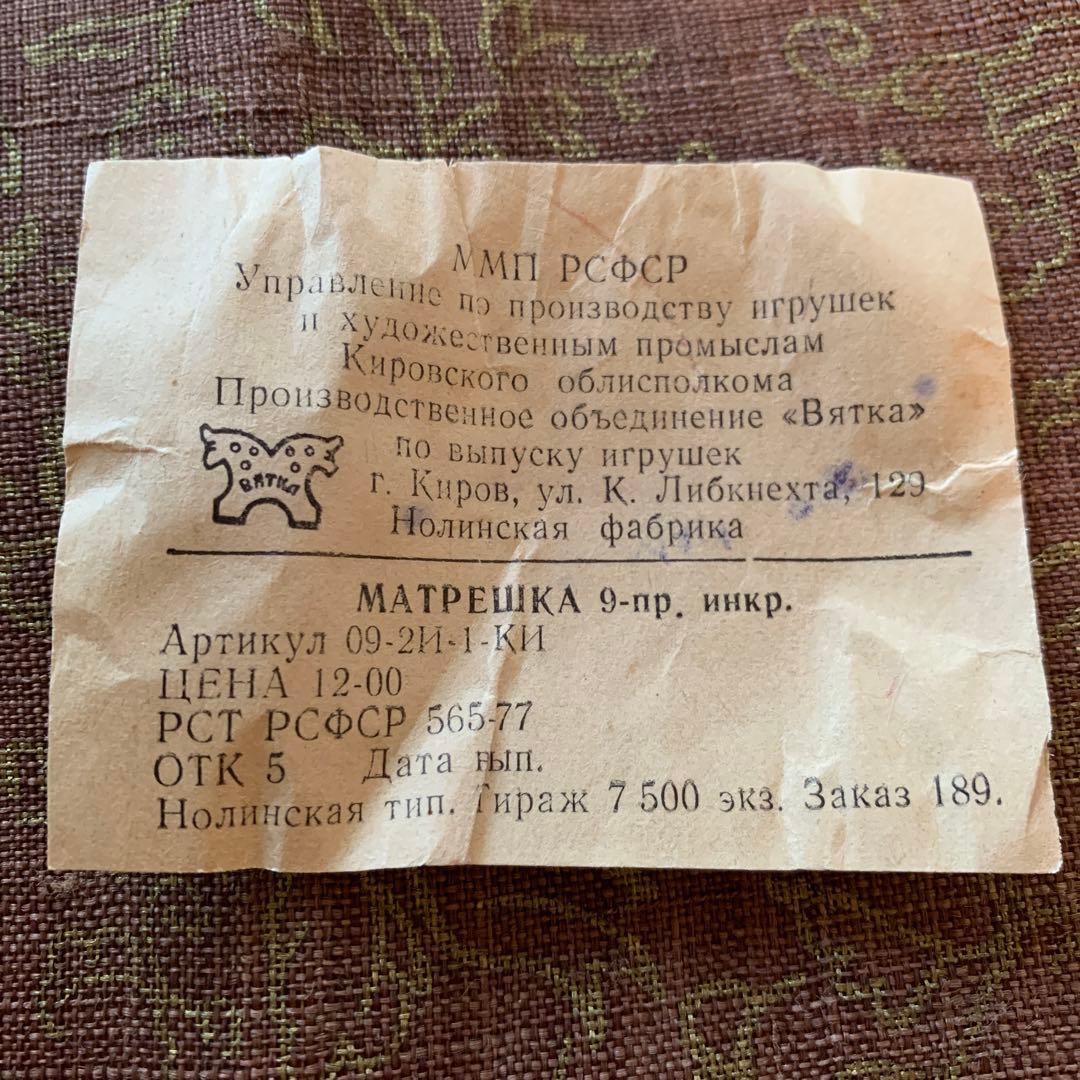 ММП РСФСР
Управление по производству игрушек
и художественным промыслам
Кировского облисполкома
Производственное объединение «Вятка»
по выпуску игрушек
ВЯТКА
г. Киров, ул. К. Либкнехта, 129
Нолинская фабрика
МАТРЕШКА 9-пр. инкр.
Артикул 09-2И-1-КИ
ЦЕНА 12-00
РСТ РСФСР 565-77
ОТК 5 Дата вып.
Нолинская тип. Тираж 7 500 экз. Заказ 189.